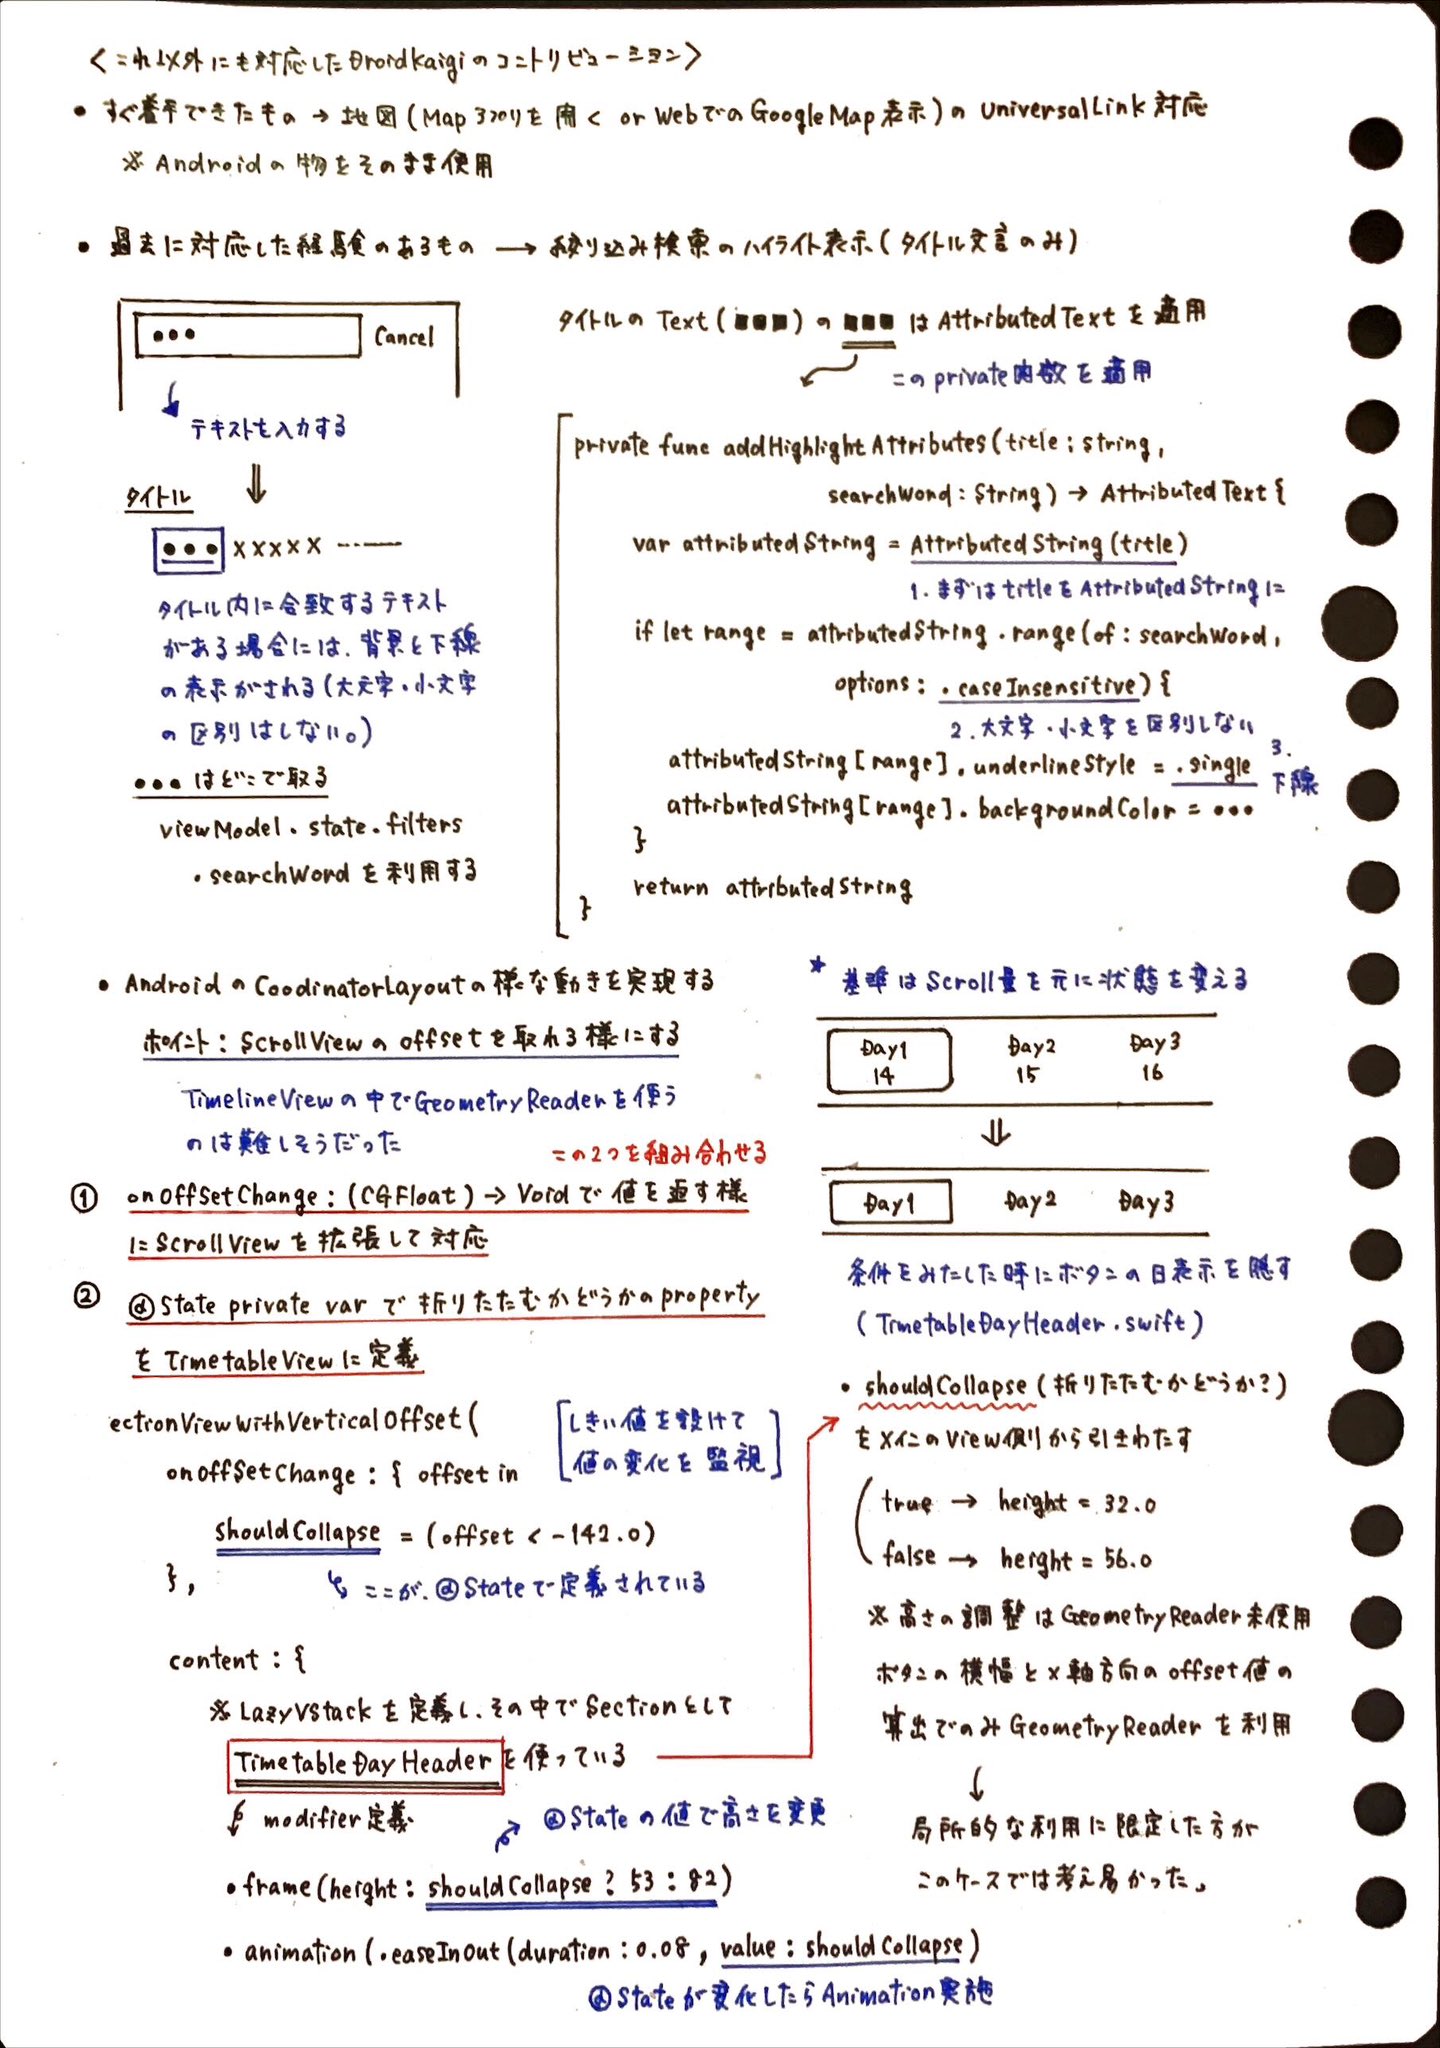 <これ以外にも対応したDroidKaigiのコントリビューション>
• すぐ着手できたもの → 地図(Mapアプリを開く or WebでのGoogleMap表示)の UniversalLink対応
※ Androidの物をそのまま使用
• 過去に対応した経験のあるもの → 絞り込み検索のハイライト表示(タイトル文言のみ)
••• Cancel
テキストを入力する
⇓
タイトル
••• xxxxx ……
タイトル内に合致するテキスト
がある場合には、背景と下線
の表示がされる(大文字・小文字
の区別はしない。)
••• はどこで取る
viewModel.state.filters
.searchWord を利用する
タイトルの Text(■■■)の ■■■ は AttributedText を適用
このprivate関数を適用
private func addHighlightAttributes(title: String,
searchWord: String) → AttributedText {
var attributedString = AttributedString(title)
1. まずは titleを AttributedStringに
if let range = attributedString.range(of: searchWord,
options: .caseInsensitive) {
2. 大文字・小文字を区別しない
attributedString[range].underlineStyle = .single
3. 下線
attributedString[range].backgroundColor = •••
}
return attributedString
}
• AndroidのCoodinatorLayoutの様な動きを実現する
ポイント: ScrollViewのoffsetを取れる様にする
TimelineViewの中でGeometryReaderを使う
のは難しそうだった
この2つを組み合わせる
① onOffSetChange: (CGFloat) → Void で値を返す様
に ScrollViewを拡張して対応
② @State private var で折りたたむかどうかのproperty
を TimetableViewに定義
ectionViewWithVerticalOffset(
onOffSetChange: { offset in
[しきい値を設けて
値の変化を監視]
shouldCollapse = (offset < -142.0)
},
ここが、@Stateで定義されている
content: {
※ LazyVStackを定義し、その中でSectionとして
TimetableDayHeader を使っている
modifier定義
@Stateの値で高さを変更
• frame(height: shouldCollapse ? 53 : 82)
• animation(.easeInOut(duration: 0.08, value: shouldCollapse)
@Stateが変化したらAnimation実施
* 基準はScroll量を元に状態を変える
Day1 Day2 Day3
14 15 16
⇓
Day1 Day2 Day3
条件をみたした時にボタンの日表示を隠す
(TimetableDayHeader.swift)
• shouldCollapse(折りたたむかどうか?)
をメインのView側から引きわたす
true → height = 32.0
false → height = 56.0
※ 高さの調整はGeometryReader未使用
ボタンの横幅とx軸方向のoffset値の
算出でのみGeometryReaderを利用
↓
局所的な利用に限定した方が
このケースでは考え易かった。